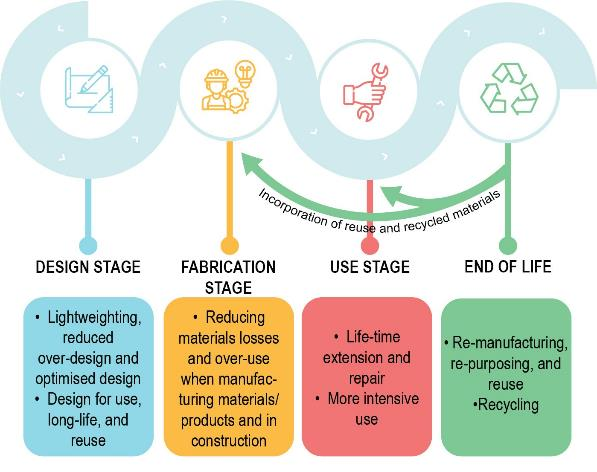 Incorporation of reuse and recycled materials
DESIGN STAGE
FABRICATION
STAGE
USE STAGE
END OF LIFE
• Lightweighting,
reduced
over-design and
optimised design
• Design for use,
long-life, and
reuse
• Reducing
materials losses
and over-use
when manufac-
turing materials/
products and in
construction
• Life-time
extension and
repair
• More intensive
use
• Re-manufacturing,
re-purposing, and
reuse
•Recycling